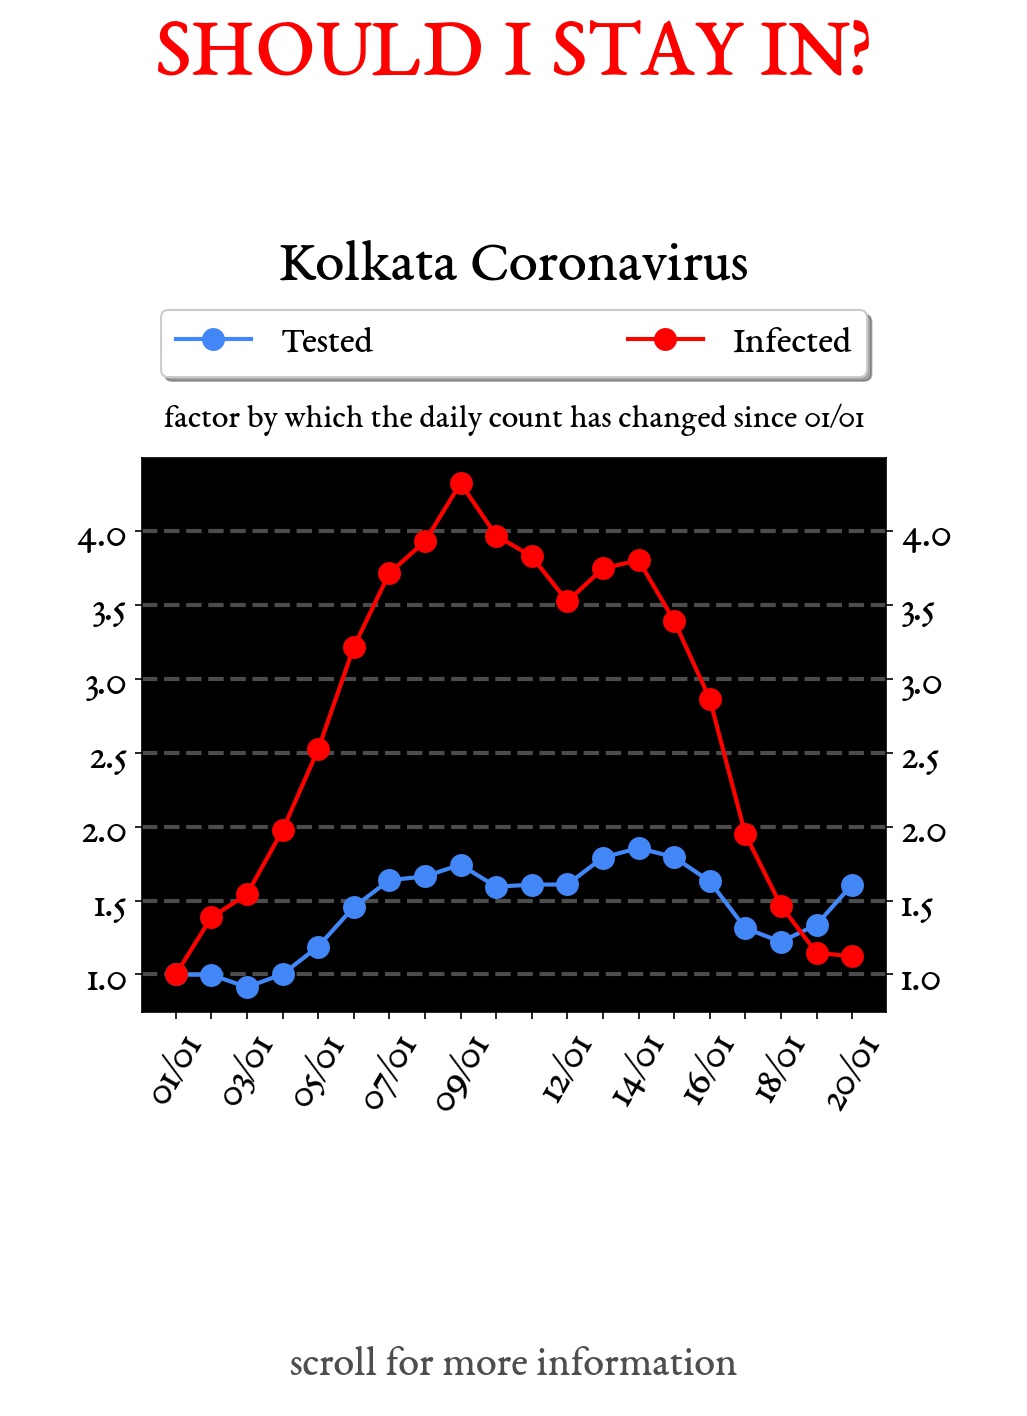 SHOULD I STAY IN?
Kolkata Coronavirus
Tested Infected
factor by which the daily count has changed since 01/01
4.0 4.0
3.5 3.5
3.0 3.0
2.5 2.5
2.0 2.0
1.5 1.5
1.0 1.0
01/01 03/01 05/01 07/01 09/01 12/01 14/01 16/01 18/01 20/01
scroll for more information